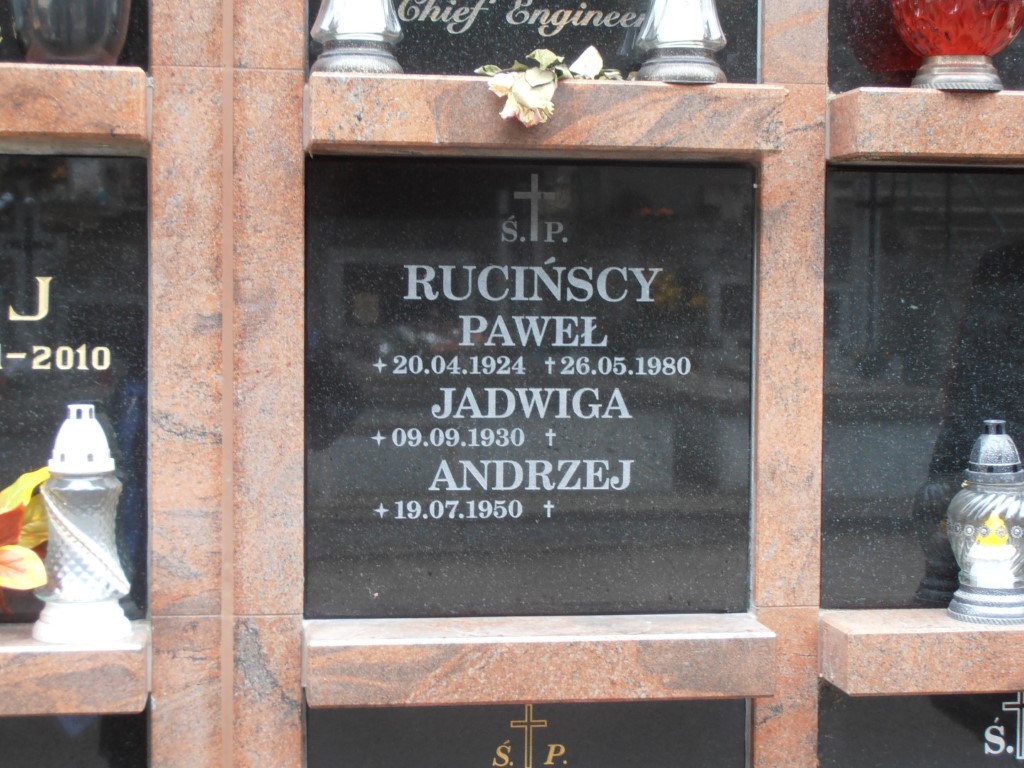 Chief Engineer
Ś. P.
RUCIŃSCY
PAWEŁ
20.04.1924 †26.05.1980
JADWIGA
09.09.1930 †
ANDRZEJ
19.07.1950 †
J
-2010
Ś. P.
Ś.